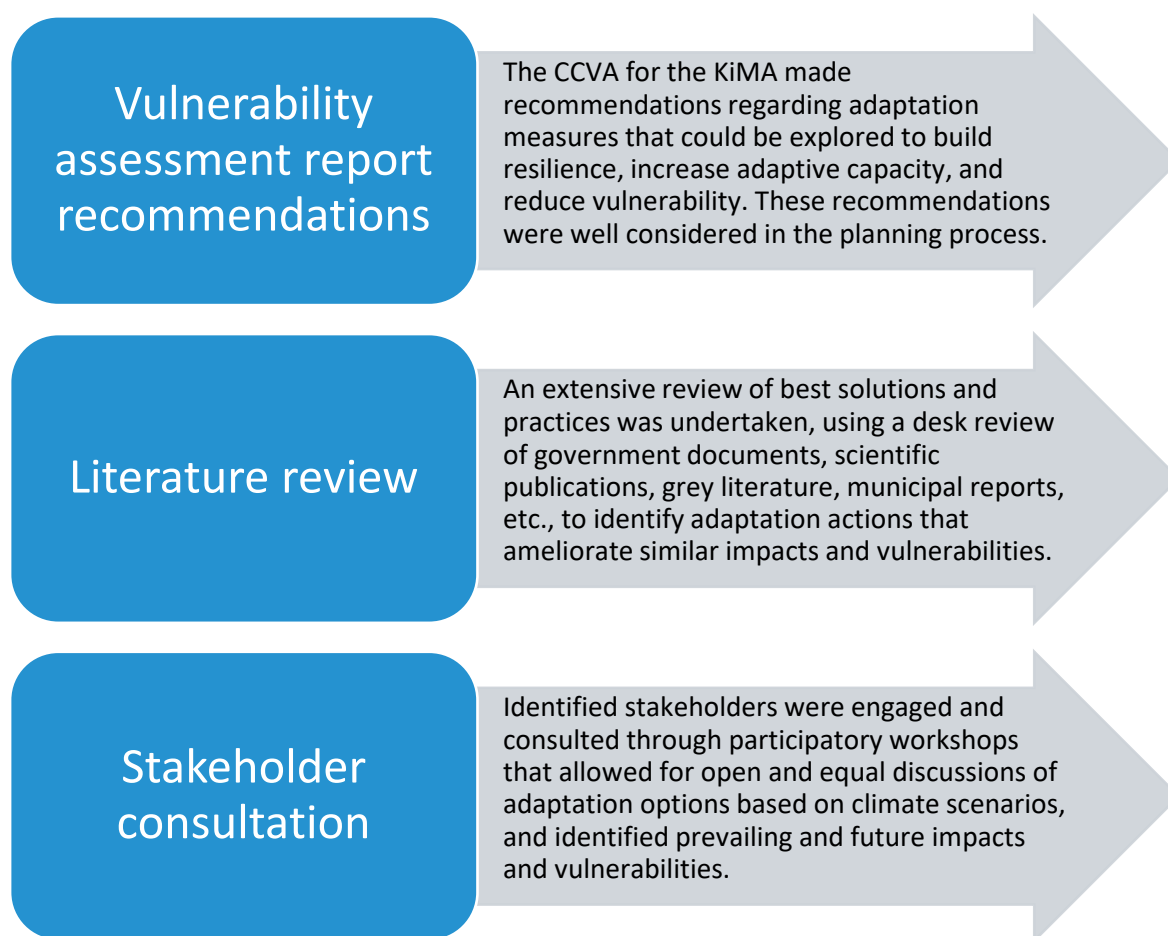 Vulnerability
assessment report
recommendations
The CCVA for the KiMA made
recommendations regarding adaptation
measures that could be explored to build
resilience, increase adaptive capacity, and
reduce vulnerability. These recommendations
were well considered in the planning process.
Literature review
An extensive review of best solutions and
practices was undertaken, using a desk review
of government documents, scientific
publications, grey literature, municipal reports,
etc., to identify adaptation actions that
ameliorate similar impacts and vulnerabilities.
Stakeholder
consultation
Identified stakeholders were engaged and
consulted through participatory workshops
that allowed for open and equal discussions of
adaptation options based on climate scenarios,
and identified prevailing and future impacts
and vulnerabilities.